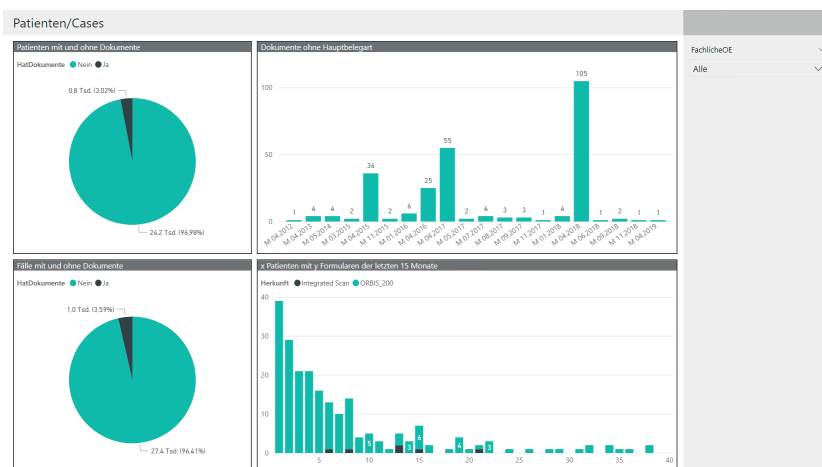 Patienten/Cases
Patienten mit und ohne Dokumente
HatDokumente Nein Ja
0,8 Tsd. (3,02%)
24,2 Tsd. (96,98%)
Dokumente ohne Hauptbelegart
100
50
0
1 4 4 2 36 2 6 25 55 2 4 3 3 1 4 105 1 2 1 1
M 04.2012 M 04.2013 M 05.2014 M 03.2015 M 04.2015 M 11.2015 M 01.2016 M 04.2016 M 04.2017 M 05.2017 M 07.2017 M 08.2017 M 09.2017 M 11.2017 M 01.2018 M 04.2018 M 06.2018 M 09.2018 M 11.2018 M 04.2019
FachlicheOE
Alle
Fälle mit und ohne Dokumente
HatDokumente Nein Ja
1,0 Tsd. (3,59%)
27,4 Tsd. (96,41%)
x Patienten mit y Formularen der letzten 15 Monate
Herkunft Integrated Scan ORBIS_200
40
30
20
10
0
5 3 6 4 3
5 10 15 20 25 30 35 40